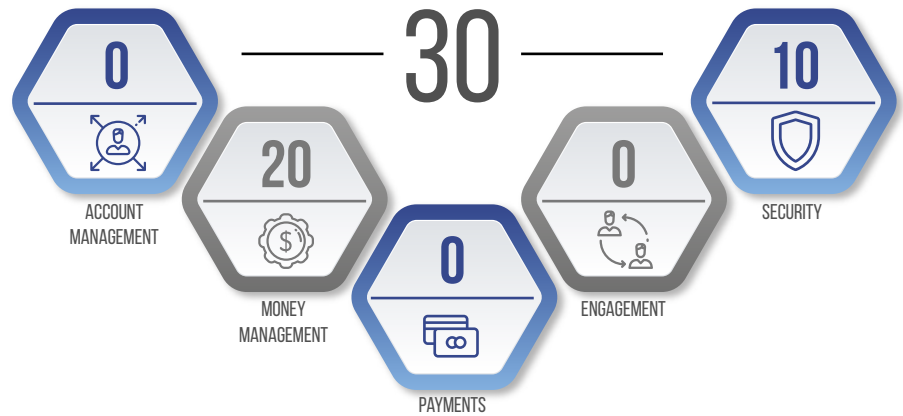 30
0
ACCOUNT
MANAGEMENT
20
$
MONEY
MANAGEMENT
0
PAYMENTS
0
ENGAGEMENT
10
SECURITY